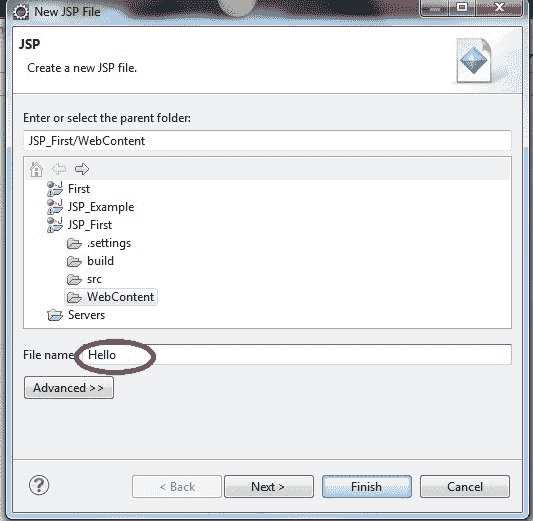 New JSP File
JSP
Create a new JSP file.
Enter or select the parent folder:
JSP_First/WebContent
First
JSP_Example
JSP_First
.settings
build
src
WebContent
Servers
File name: Hello
Advanced >>
? < Back Next > Finish Cancel